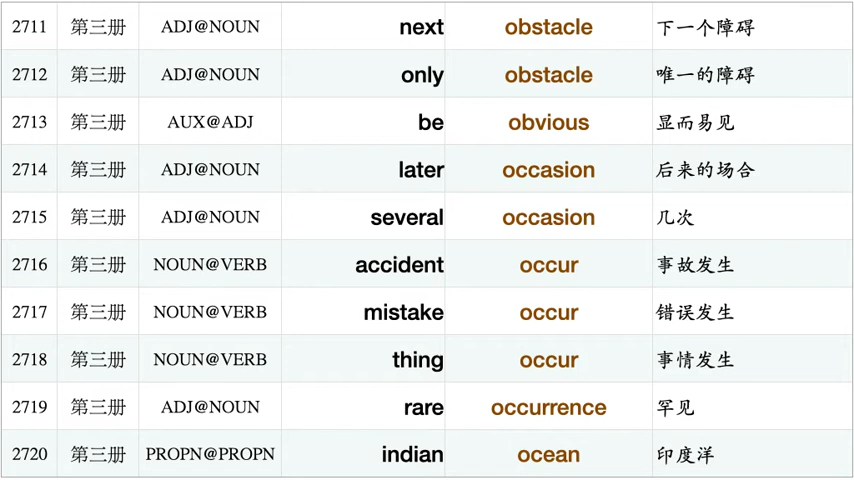 2711 第三册 ADJ@NOUN next obstacle 下一个障碍
2712 第三册 ADJ@NOUN only obstacle 唯一的障碍
2713 第三册 AUX@ADJ be obvious 显而易见
2714 第三册 ADJ@NOUN later occasion 后来的场合
2715 第三册 ADJ@NOUN several occasion 几次
2716 第三册 NOUN@VERB accident occur 事故发生
2717 第三册 NOUN@VERB mistake occur 错误发生
2718 第三册 NOUN@VERB thing occur 事情发生
2719 第三册 ADJ@NOUN rare occurrence 罕见
2720 第三册 PROPN@PROPN indian ocean 印度洋